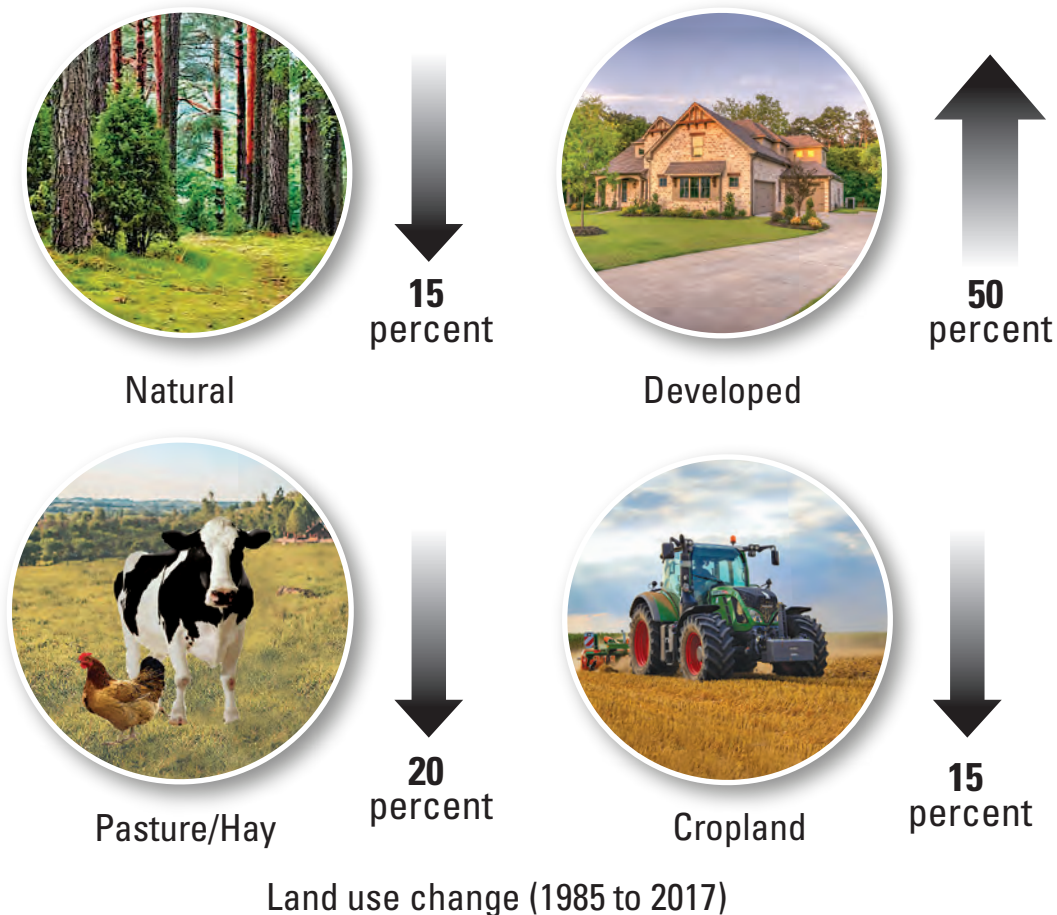 15
percent
Natural
50
percent
Developed
20
percent
Pasture/Hay
15
percent
Cropland
Land use change (1985 to 2017)